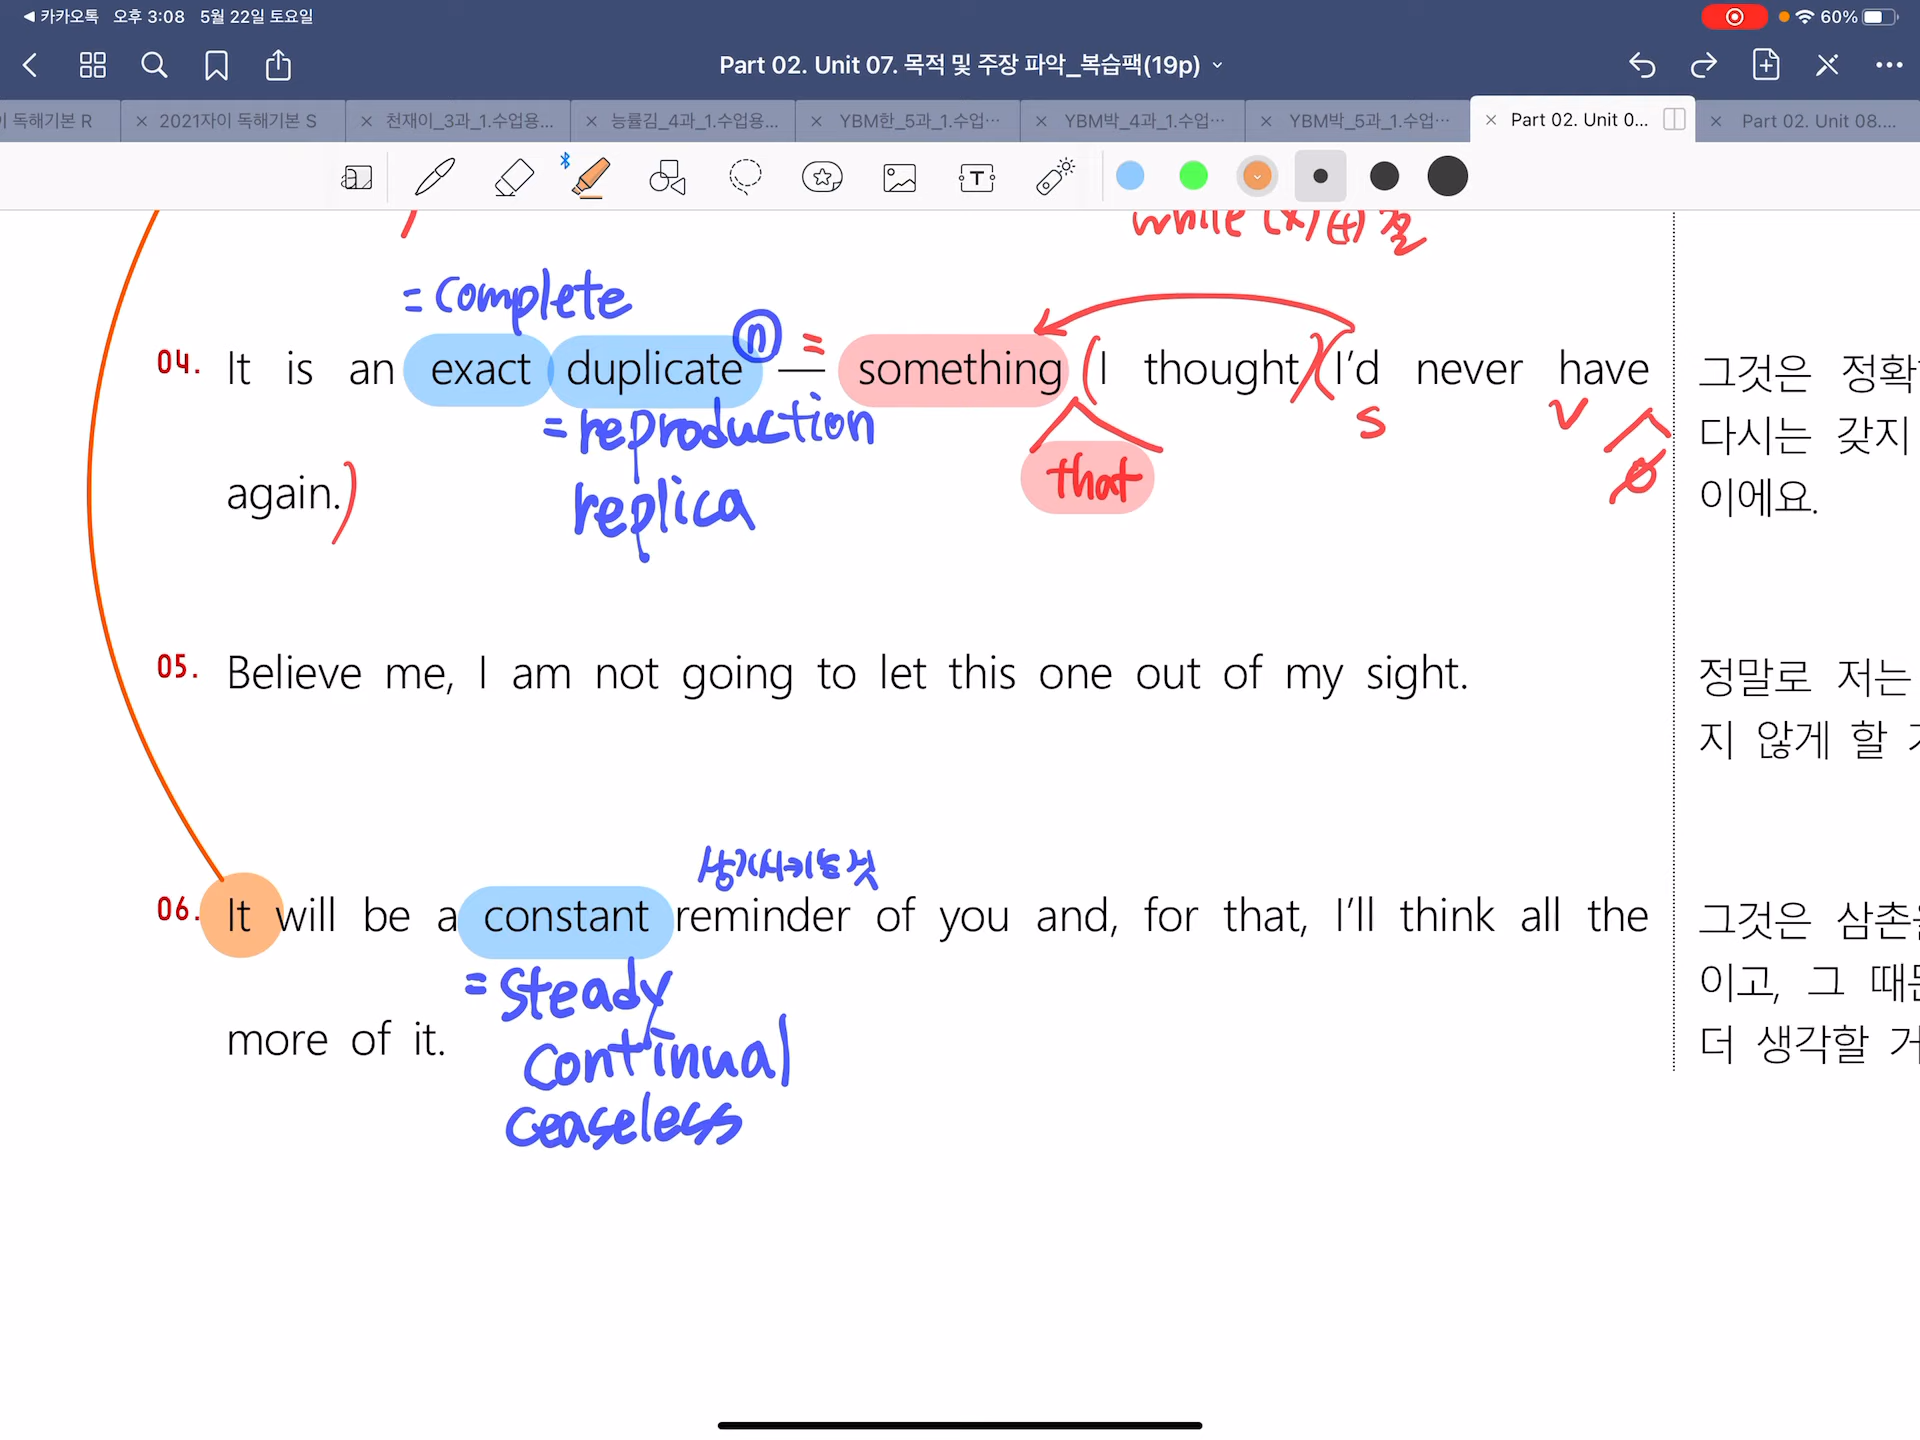 ◀ 카카오톡 오후 3:08 5월 22일 토요일 60%
Part 02. Unit 07. 목적 및 주장 파악_복습팩(19p)
이 독해기본 R × 2021자이 독해기본 S × 천재이_3과_1.수업용... × 능률김_4과_1.수업용... × YBM한_5과_1.수업... × YBM박_4과_1.수업... × YBM박_5과_1.수업... × Part 02. Unit 0... × Part 02. Unit 08....
while (x) (+) 절
= complete
n =
04. It is an exact duplicate — something (I thought)(I'd never have
그것은 정확
= reproduction
S V
다시는 갖지
that
ø
again.)
replica
이에요.
05. Believe me, I am not going to let this one out of my sight.
정말로 저는
지 않게 할
상기시키는 것
06. It will be a constant reminder of you and, for that, I'll think all the
그것은 삼촌을
= steady
이고, 그 때문
more of it.
continual
더 생각할 거
ceaseless